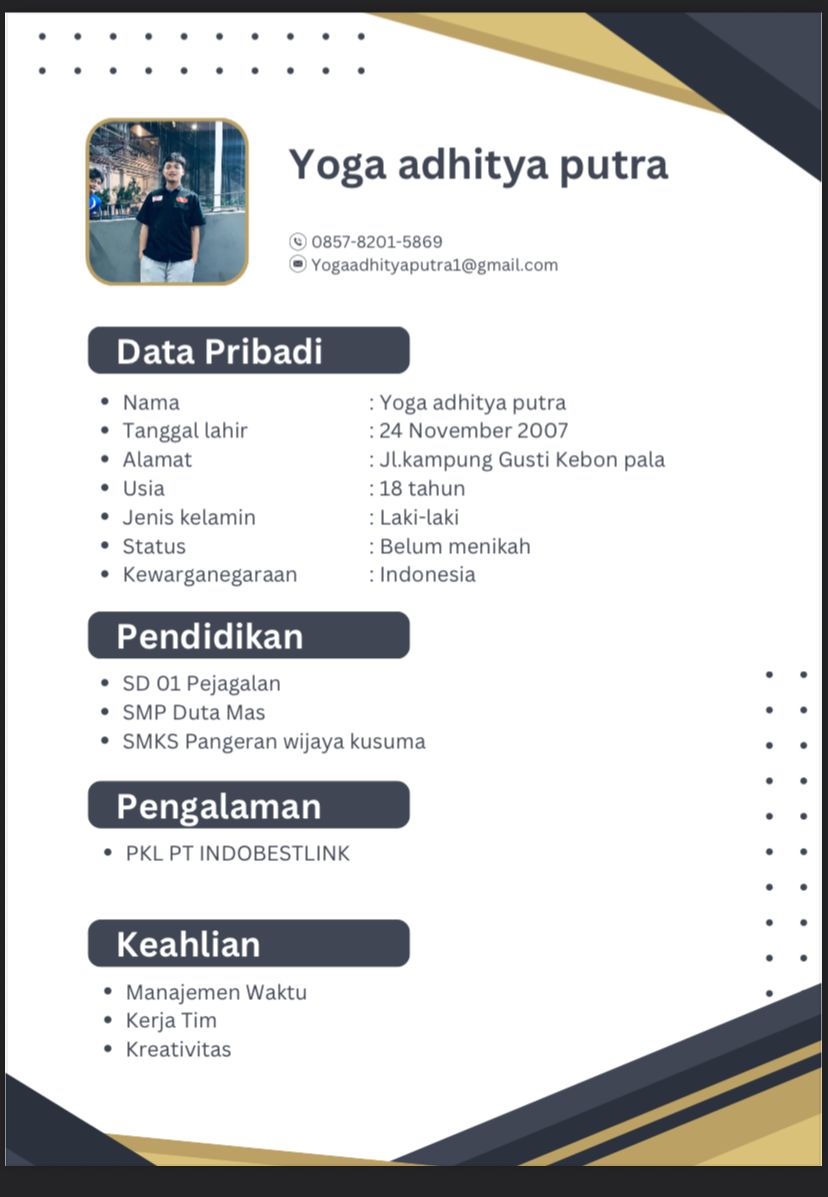 Yoga adhitya putra
0857-8201-5869
Yogaadhityaputra1@gmail.com
Data Pribadi
Nama : Yoga adhitya putra
Tanggal lahir : 24 November 2007
Alamat : Jl.kampung Gusti Kebon pala
Usia : 18 tahun
Jenis kelamin : Laki-laki
Status : Belum menikah
Kewarganegaraan : Indonesia
Pendidikan
SD 01 Pejagalan
SMP Duta Mas
SMKS Pangeran wijaya kusuma
Pengalaman
PKL PT INDOBESTLINK
Keahlian
Manajemen Waktu
Kerja Tim
Kreativitas